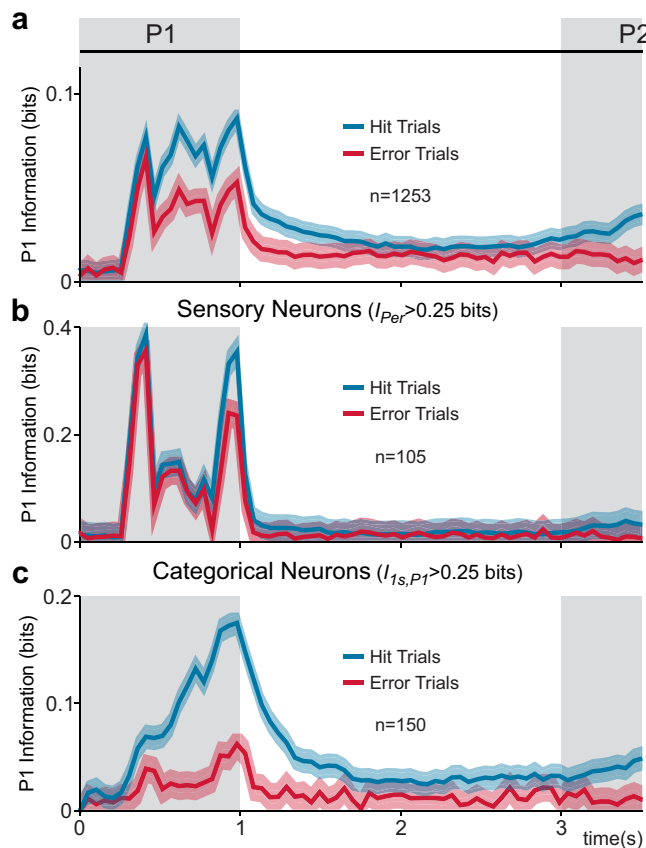 a
P1
P2
0.1
P1 Information (bits)
Hit Trials
Error Trials
n=1253
0
b
Sensory Neurons (I_Per>0.25 bits)
0.4
P1 Information (bits)
Hit Trials
Error Trials
0.2
n=105
0
c
Categorical Neurons (I_1s,P1>0.25 bits)
0.2
P1 Information (bits)
Hit Trials
Error Trials
0.1
n=150
0
0 1 2 3 time(s)